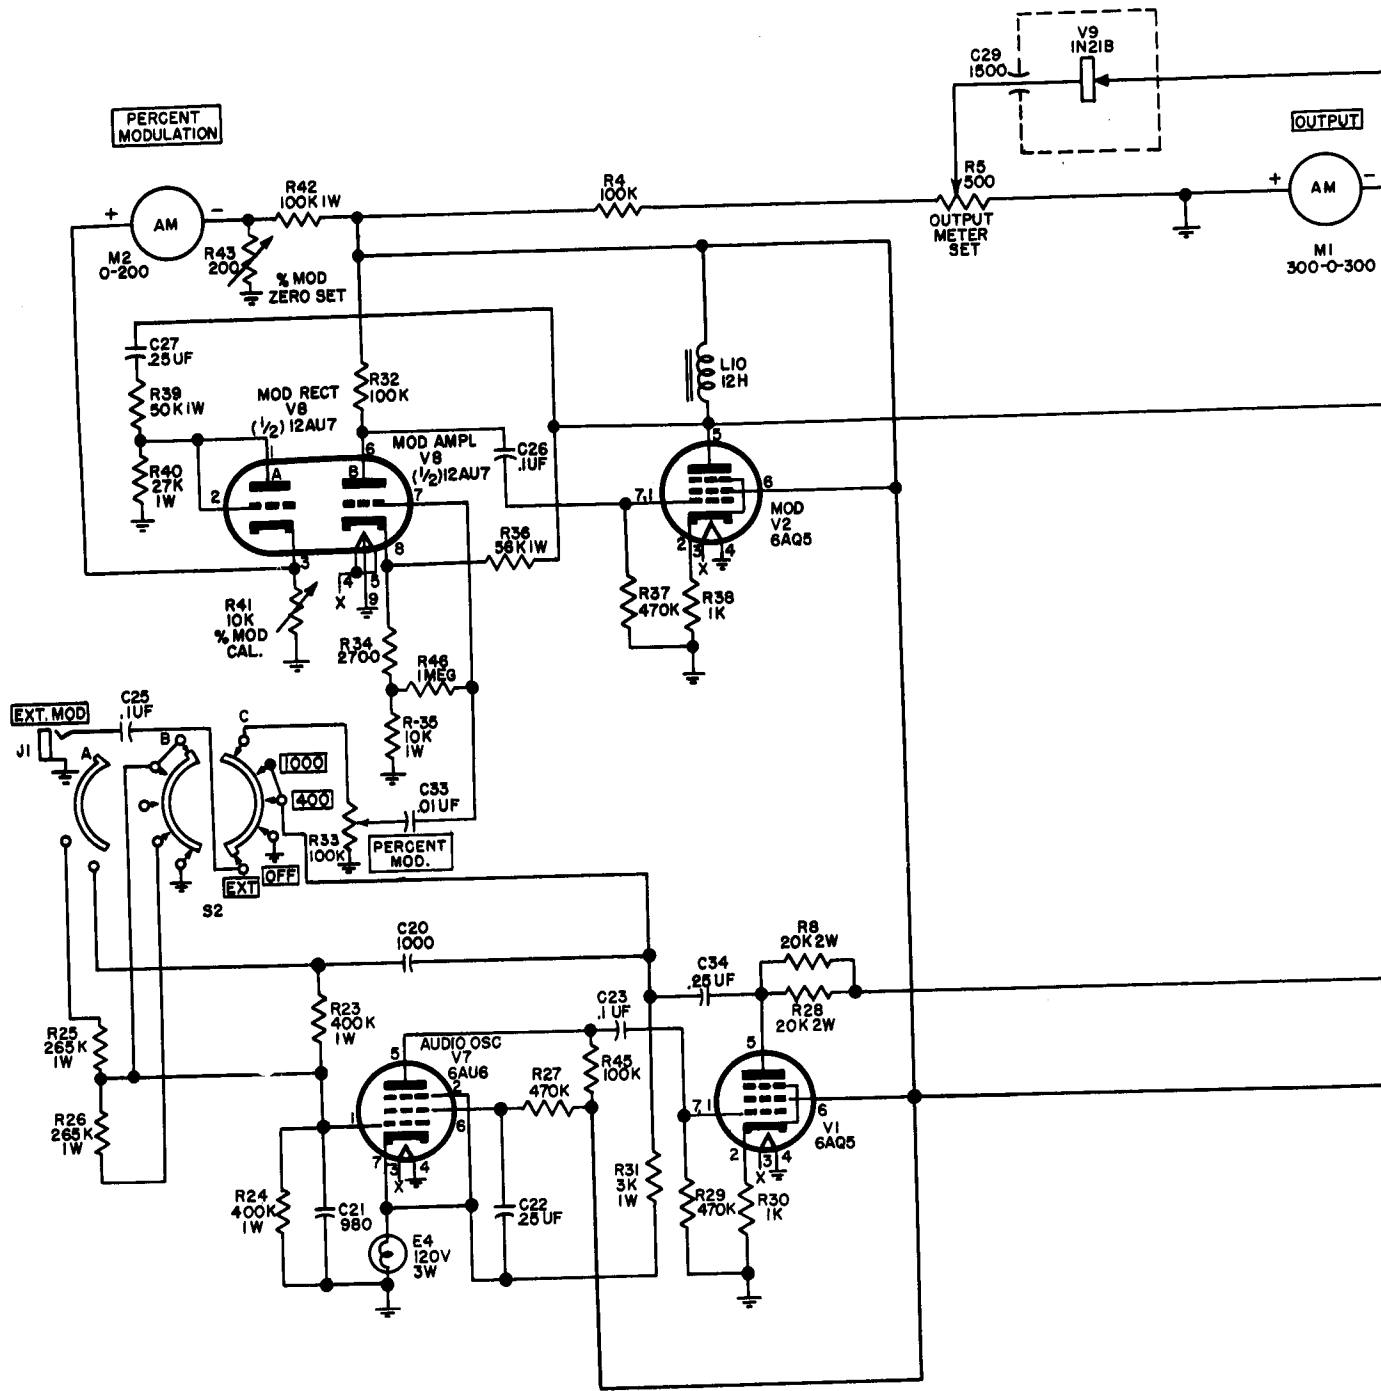 V9
1N21B
C29
1500
PERCENT
MODULATION
OUTPUT
R5
500
+
AM
-
M1
300-0-300
OUTPUT
METER
SET
R4
100K
R42
100K 1W
+
AM
-
M2
0-200
R43
200
% MOD
ZERO SET
C27
.25UF
R39
50K 1W
R40
27K
1W
MOD RECT
V8
(1/2) 12AU7
R32
100K
MOD AMPL
V8
(1/2) 12AU7
C26
.1UF
L10
12H
1
A
2
3
6
B
7
8
4
5
9
X
R36
56K 1W
5
7,1
6
2
3
4
X
MOD
V2
6AQ5
R37
470K
R38
1K
R41
10K
% MOD
CAL.
R34
2700
R46
1MEG
R-35
10K
1W
EXT. MOD
J1
C25
.1UF
A
B
C
1000
400
OFF
EXT
S2
R33
100K
C33
.01UF
PERCENT
MOD.
C20
1000
R8
20K 2W
C34
.25UF
R28
20K 2W
R23
400K
1W
R25
265K
1W
R26
265K
1W
AUDIO OSC
V7
6AU6
5
2
1
6
7
3
4
X
R27
470K
R45
100K
C23
.1UF
5
7,1
6
2
3
4
X
V1
6AQ5
R24
400K
1W
C21
980
E4
120V
3W
C22
.25UF
R31
3K
1W
R29
470K
R30
1K